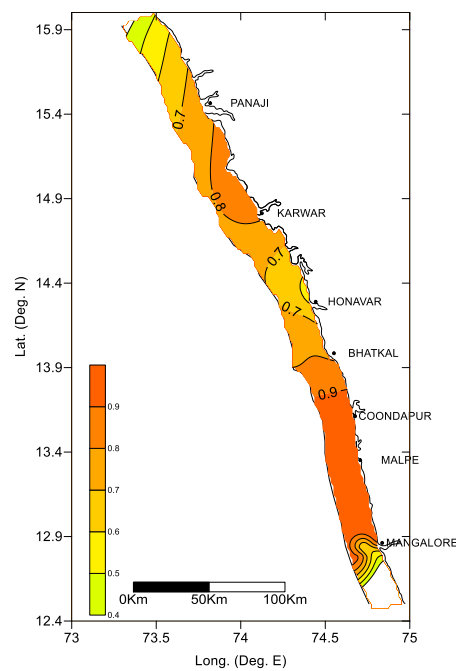 15.9
15.4
14.9
14.4
13.9
13.4
12.9
12.4
Lat. (Deg. N)
PANAJI
KARWAR
HONAVAR
BHATKAL
COONDAPUR
MALPE
MANGALORE
0.7
0.8
0.7
0.7
0.9
0.9
0.8
0.7
0.6
0.5
0.4
0Km 50Km 100Km
73 73.5 74 74.5 75
Long. (Deg. E)